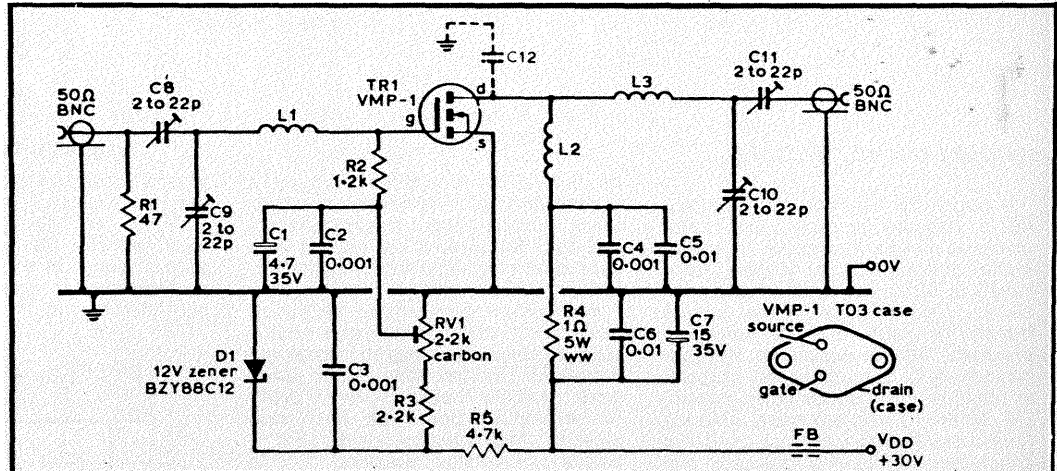 C12
C8
2 to 22p
50Ω
BNC
R1
47
C9
2 to
22p
L1
TR1
VMP-1
g
d
s
R2
1·2k
C1
4·7
35V
C2
0·001
L2
L3
C11
2 to 22p
50Ω
BNC
C10
2 to 22p
C4
0·001
C5
0·01
0V
D1
12V zener
BZY88C12
C3
0·001
RV1
2·2k
carbon
R3
2·2k
R5
4·7k
R4
1Ω
5W
ww
C6
0·01
C7
15
35V
VMP-1 TO3 case
source
gate
drain
(case)
FB
VDD
+30V